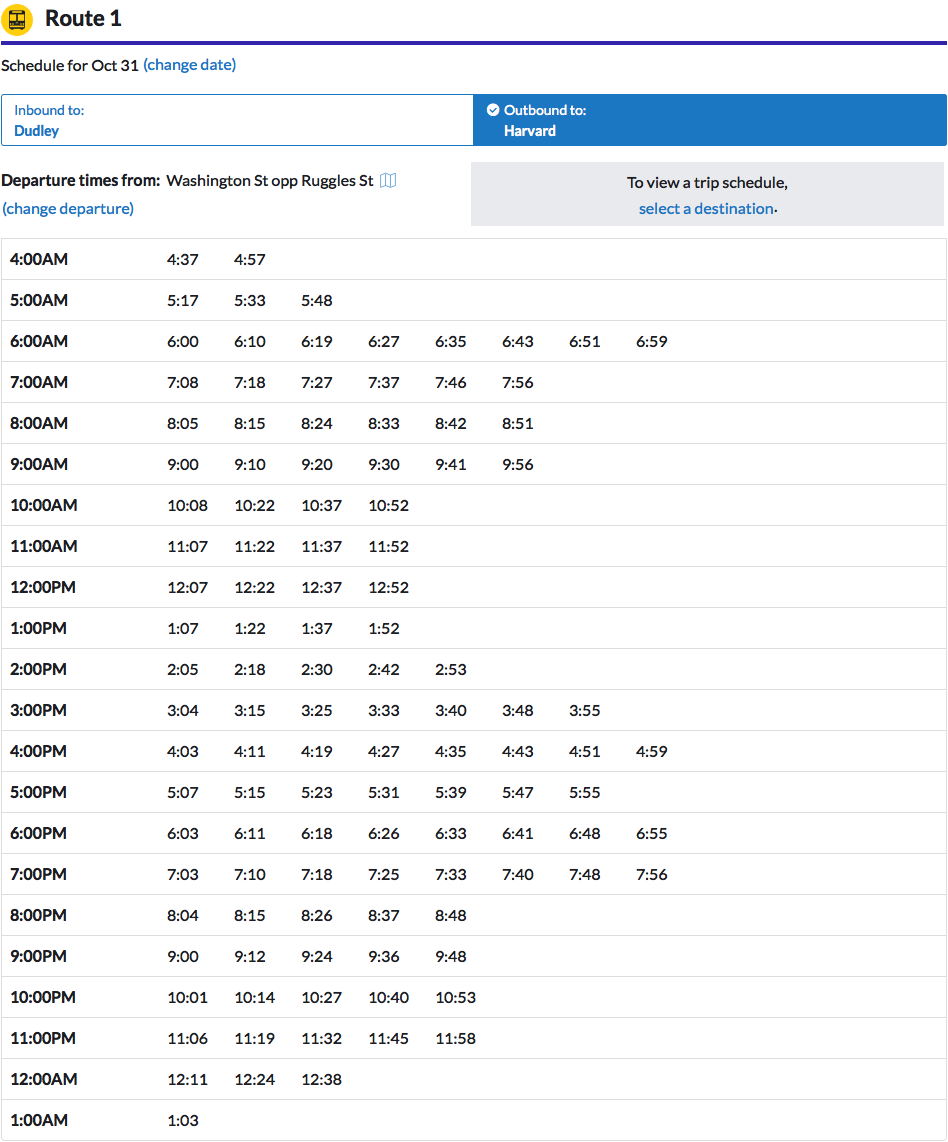 Route 1
Schedule for Oct 31 (change date)
Inbound to:
Dudley
Outbound to:
Harvard
Departure times from: Washington St opp Ruggles St
(change departure)
To view a trip schedule,
select a destination.
4:00AM 4:37 4:57
5:00AM 5:17 5:33 5:48
6:00AM 6:00 6:10 6:19 6:27 6:35 6:43 6:51 6:59
7:00AM 7:08 7:18 7:27 7:37 7:46 7:56
8:00AM 8:05 8:15 8:24 8:33 8:42 8:51
9:00AM 9:00 9:10 9:20 9:30 9:41 9:56
10:00AM 10:08 10:22 10:37 10:52
11:00AM 11:07 11:22 11:37 11:52
12:00PM 12:07 12:22 12:37 12:52
1:00PM 1:07 1:22 1:37 1:52
2:00PM 2:05 2:18 2:30 2:42 2:53
3:00PM 3:04 3:15 3:25 3:33 3:40 3:48 3:55
4:00PM 4:03 4:11 4:19 4:27 4:35 4:43 4:51 4:59
5:00PM 5:07 5:15 5:23 5:31 5:39 5:47 5:55
6:00PM 6:03 6:11 6:18 6:26 6:33 6:41 6:48 6:55
7:00PM 7:03 7:10 7:18 7:25 7:33 7:40 7:48 7:56
8:00PM 8:04 8:15 8:26 8:37 8:48
9:00PM 9:00 9:12 9:24 9:36 9:48
10:00PM 10:01 10:14 10:27 10:40 10:53
11:00PM 11:06 11:19 11:32 11:45 11:58
12:00AM 12:11 12:24 12:38
1:00AM 1:03